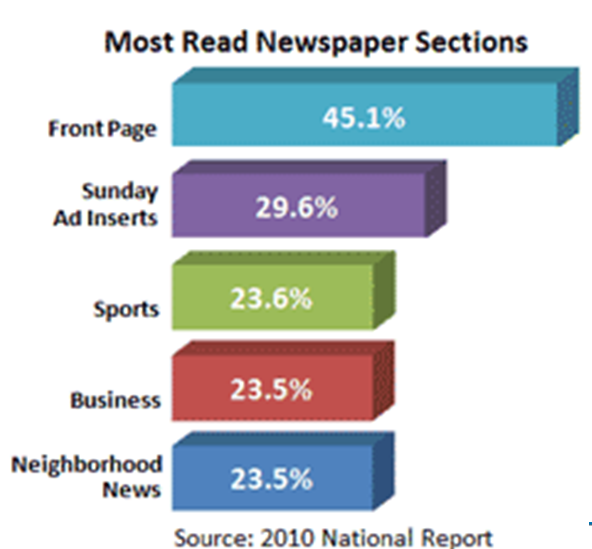 Most Read Newspaper Sections
Front Page
45.1%
Sunday
Ad Inserts
29.6%
Sports
23.6%
Business
23.5%
Neighborhood
News
23.5%
Source: 2010 National Report